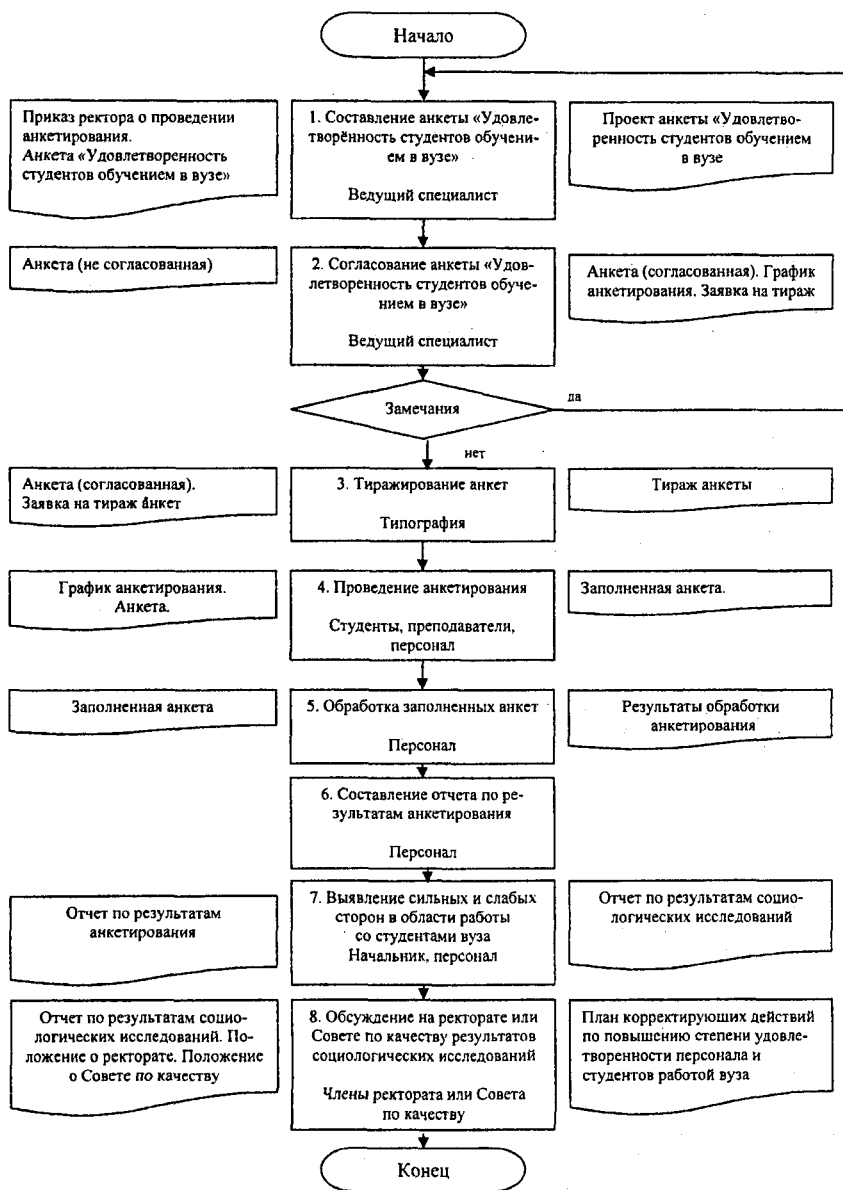 Начало
Приказ ректора о проведении
анкетирования.
Анкета «Удовлетворенность
студентов обучением в вузе»
1. Составление анкеты «Удовле-
творённость студентов обучени-
ем в вузе»
Ведущий специалист
Проект анкеты «Удовлетво-
ренность студентов обучением
в вузе
Анкета (не согласованная)
2. Согласование анкеты «Удов-
летворенность студентов обуче-
нием в вузе»
Ведущий специалист
Анкета (согласованная). График
анкетирования. Заявка на тираж
Замечания
да
нет
Анкета (согласованная).
Заявка на тираж анкет
3. Тиражирование анкет
Типография
Тираж анкеты
График анкетирования.
Анкета.
4. Проведение анкетирования
Студенты, преподаватели,
персонал
Заполненная анкета.
Заполненная анкета
5. Обработка заполненных анкет
Персонал
Результаты обработки
анкетирования
6. Составление отчета по ре-
зультатам анкетирования
Персонал
Отчет по результатам
анкетирования
7. Выявление сильных и слабых
сторон в области работы
со студентами вуза
Начальник, персонал
Отчет по результатам социо-
логических исследований
Отчет по результатам социо-
логических исследований. По-
ложение о ректорате. Положение
о Совете по качеству
8. Обсуждение на ректорате или
Совете по качеству результатов
социологических исследований
Члены ректората или Совета
по качеству
План корректирующих действий
по повышению степени удовле-
творенности персонала и
студентов работой вуза
Конец